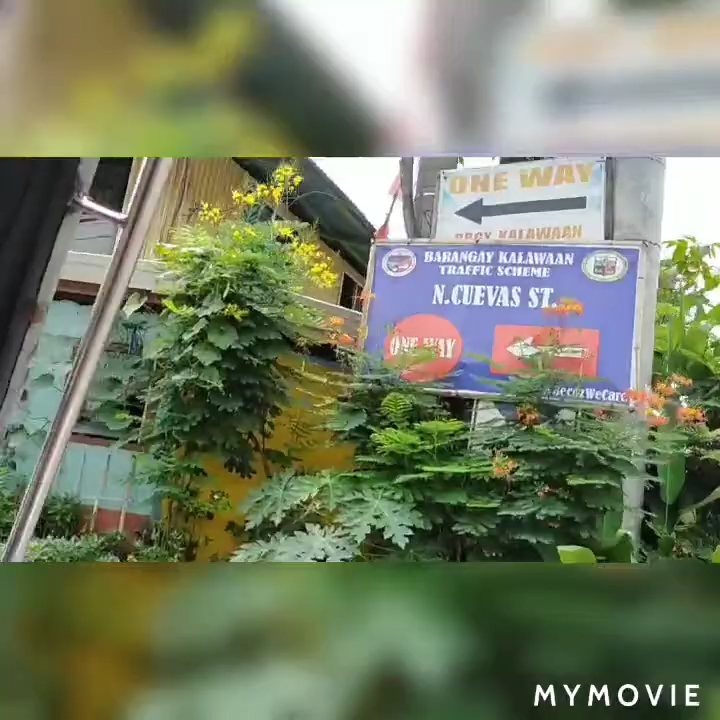 ONE WAY
BRGY KALAWAAN
BARANGAY KALAWAAN
TRAFFIC SCHEME
N.CUEVAS ST.
ONE WAY
MYMOVIE